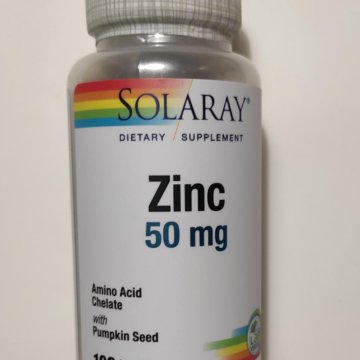 SOLARAY®
DIETARY / SUPPLEMENT
Zinc
50 mg
Amino Acid
Chelate
with
Pumpkin Seed